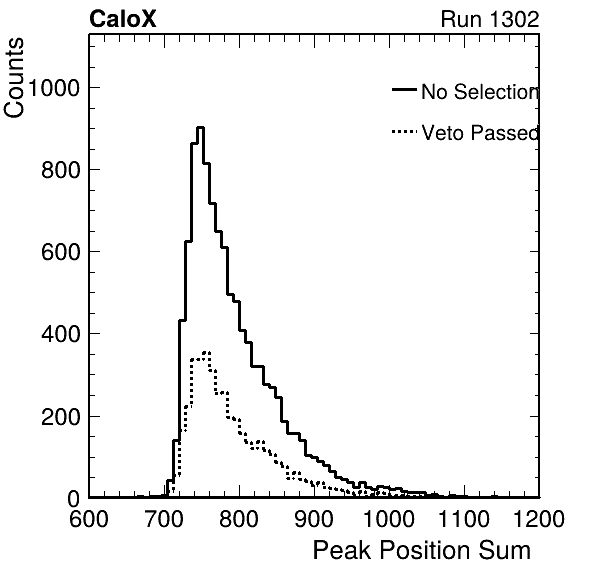 CaloX Run 1302
Counts
1000
800
600
400
200
0
No Selection
Veto Passed
600 700 800 900 1000 1100 1200
Peak Position Sum